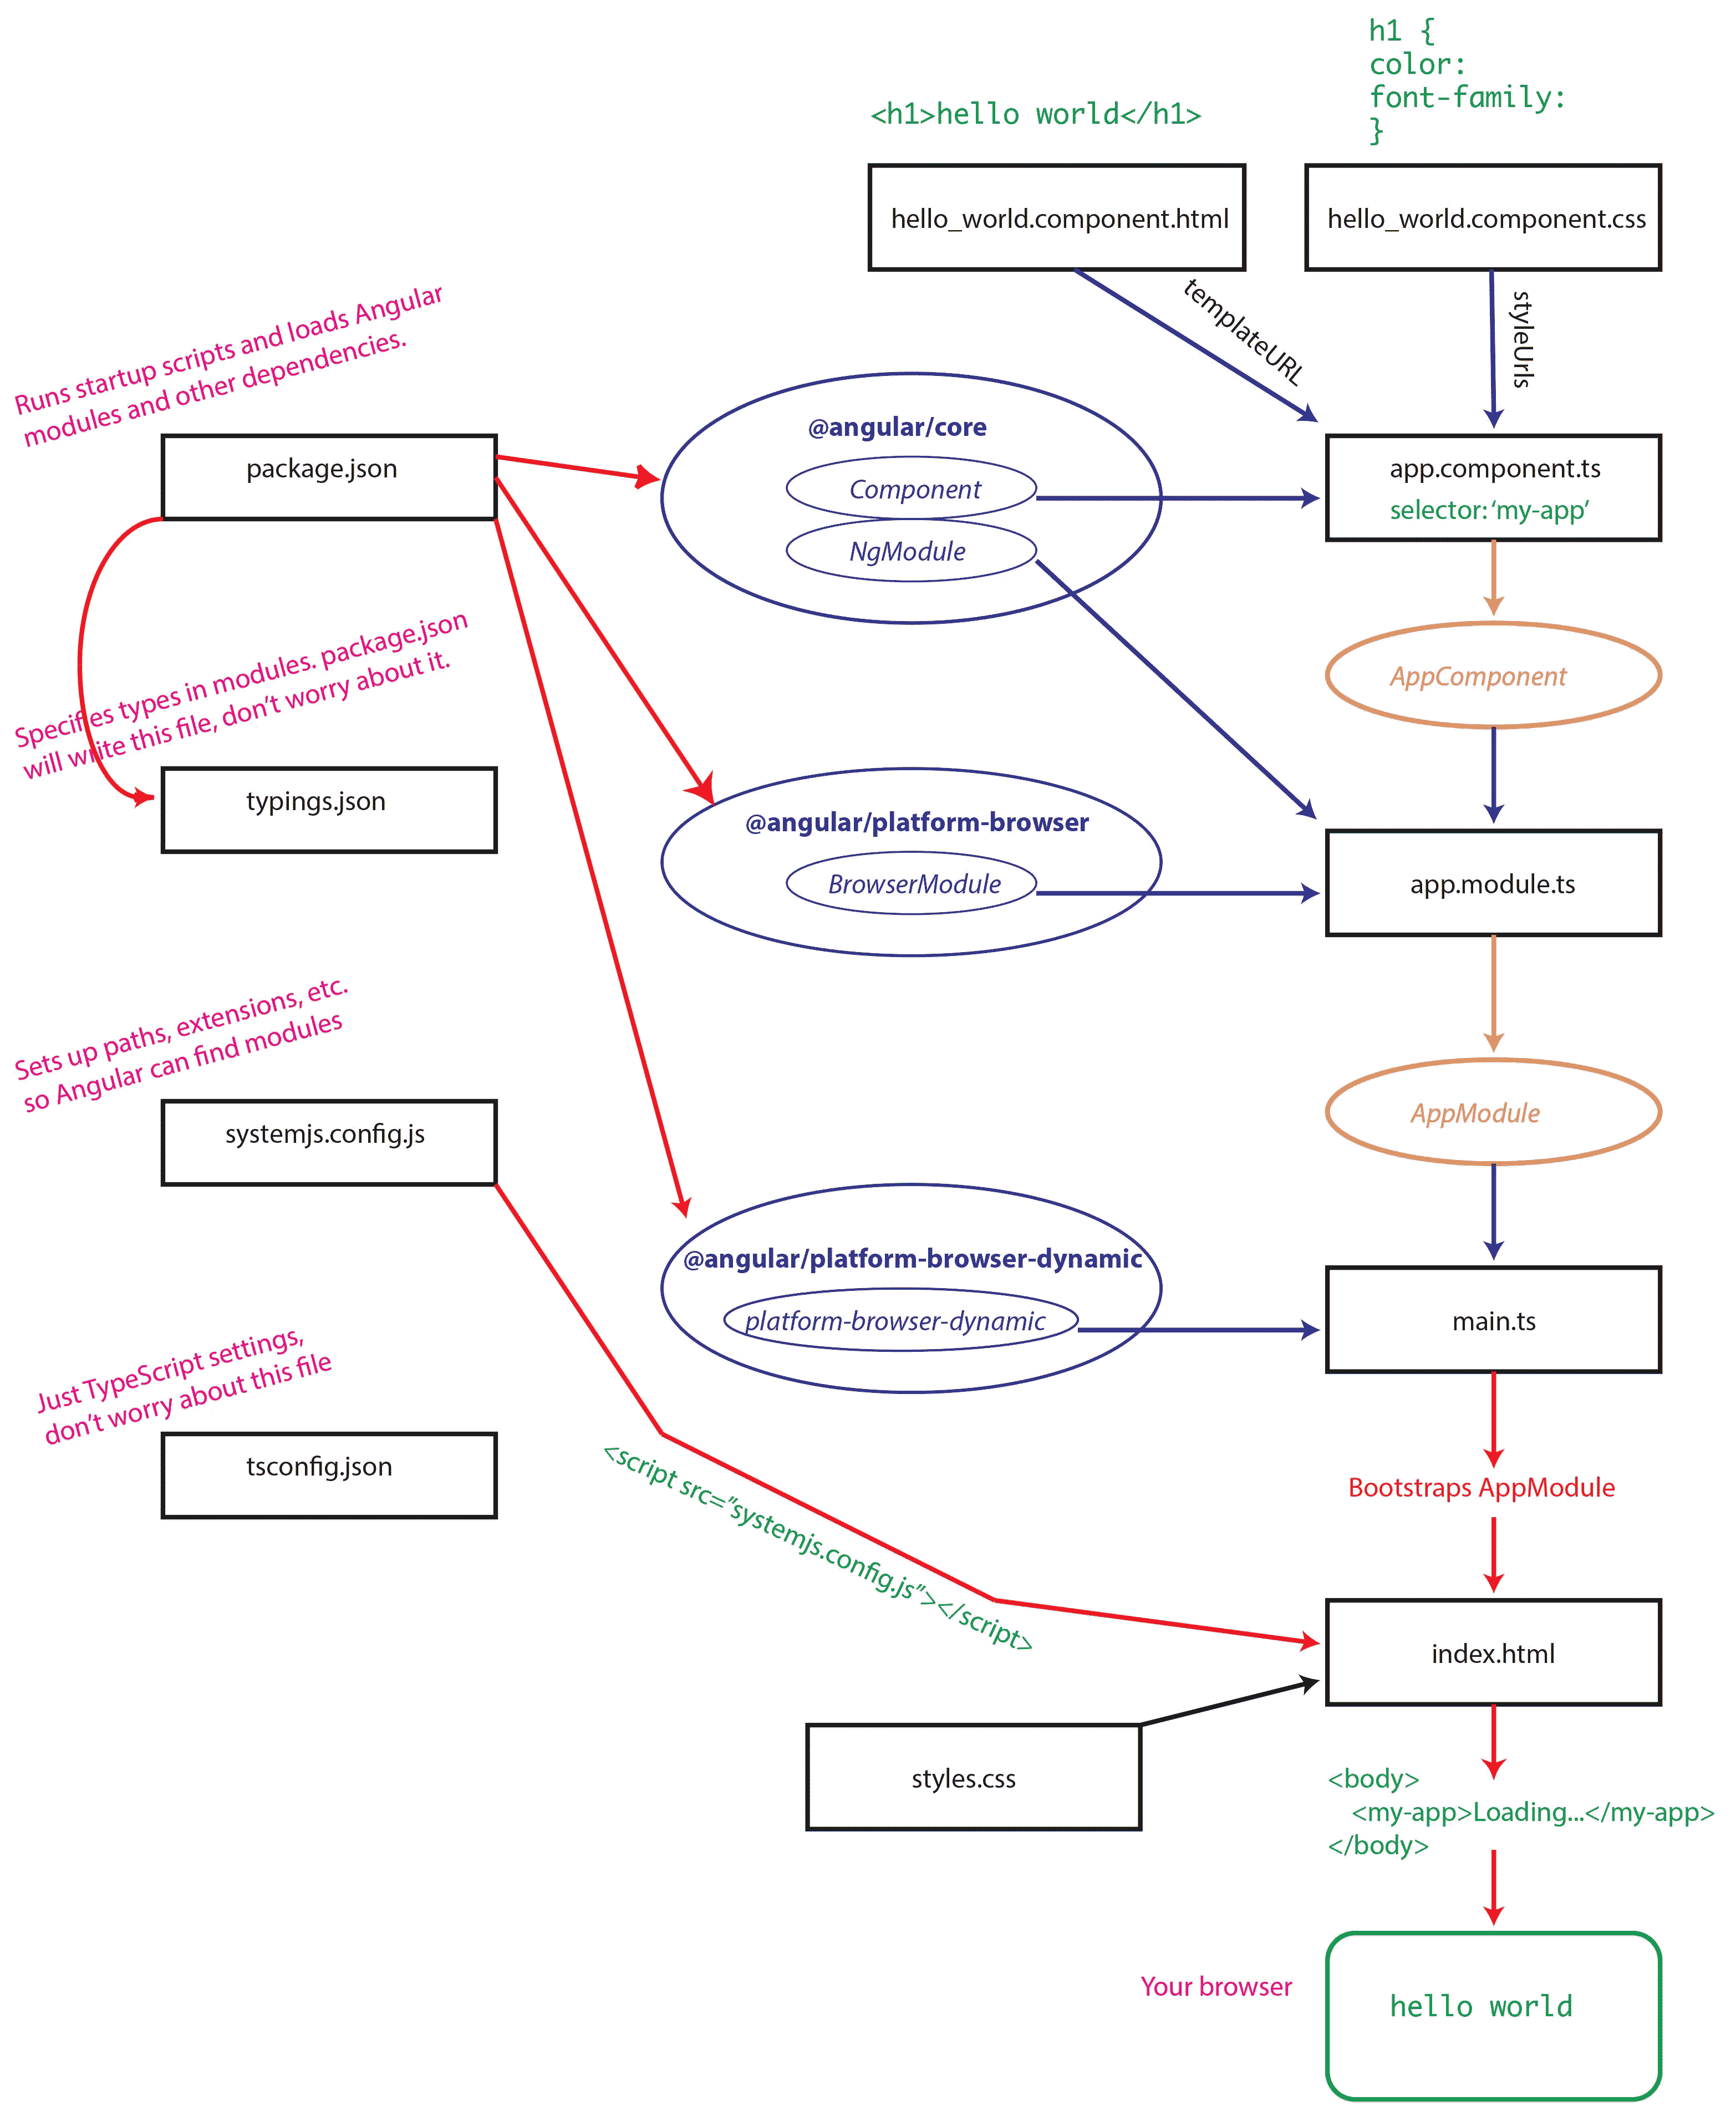 h1 {
color:
font-family:
}
<h1>hello world</h1>
hello_world.component.html
hello_world.component.css
templateURL
styleUrls
Runs startup scripts and loads Angular
modules and other dependencies.
package.json
@angular/core
Component
NgModule
app.component.ts
selector: ‘my-app’
AppComponent
Specifies types in modules. package.json
will write this file, don’t worry about it.
typings.json
@angular/platform-browser
BrowserModule
app.module.ts
Sets up paths, extensions, etc.
so Angular can find modules
systemjs.config.js
AppModule
@angular/platform-browser-dynamic
platform-browser-dynamic
main.ts
Just TypeScript settings,
don’t worry about this file
tsconfig.json
<script src=”systemjs.config.js”></script>
Bootstraps AppModule
index.html
styles.css
<body>
<my-app>Loading...</my-app>
</body>
Your browser
hello world